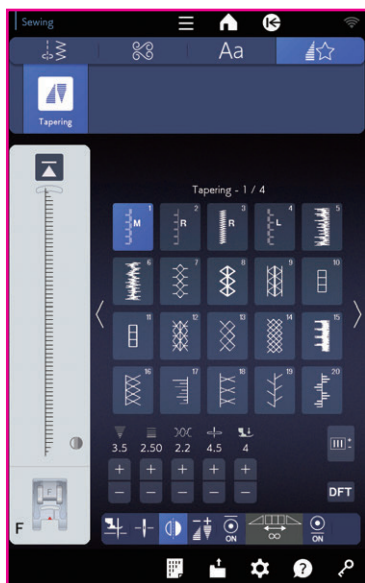 Sewing
Aa
Tapering
Tapering - 1 / 4
1 M
2 R
3 R
4 L
5
6
7
8
9
10
11
12
13
14
15
16
17
18
19
20
3.5 2.50 2.2 4.5 4
+ + + + +
− − − − −
DFT
F
F
ON ∞ ON
?